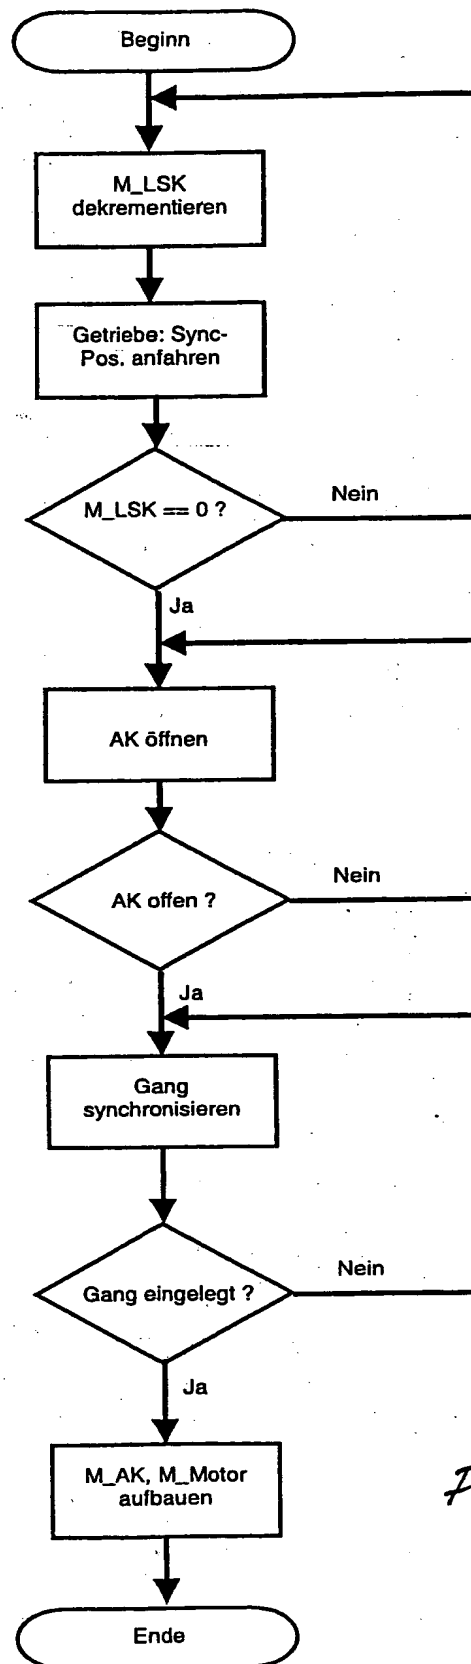 Beginn
M_LSK
dekrementieren
Getriebe: Sync-
Pos. anfahren
M_LSK == 0 ?
Nein
Ja
AK öffnen
AK offen ?
Nein
Ja
Gang
synchronisieren
Gang eingelegt ?
Nein
Ja
M_AK, M_Motor
aufbauen
Ende